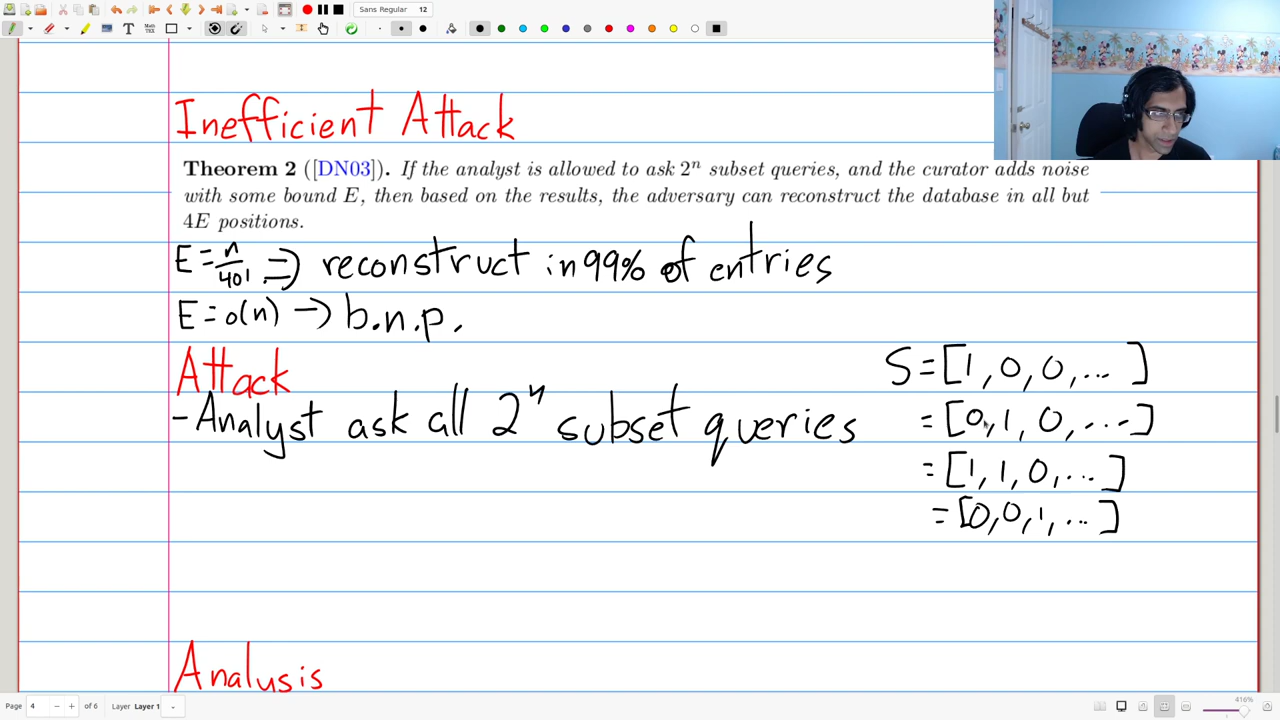 Sans Regular 12
Inefficient Attack
Theorem 2 ([DN03]). If the analyst is allowed to ask 2ⁿ subset queries, and the curator adds noise
with some bound E, then based on the results, the adversary can reconstruct the database in all but
4E positions.
E = n/401 => reconstruct in 99% of entries
E = o(n) -> b.n.p.
Attack
- Analyst ask all 2ⁿ subset queries
S = [1, 0, 0, ... ]
= [0, 1, 0, ... ]
= [1, 1, 0, ... ]
= [0, 0, 1, ... ]
Analysis
Page 4 of 6 Layer Layer 1
416%